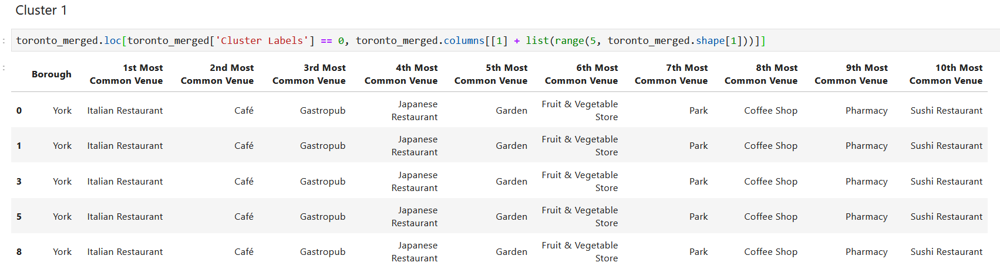 Cluster 1
: toronto_merged.loc[toronto_merged['Cluster Labels'] == 0, toronto_merged.columns[[1] + list(range(5, toronto_merged.shape[1]))]]
:
Borough 1st Most Common Venue 2nd Most Common Venue 3rd Most Common Venue 4th Most Common Venue 5th Most Common Venue 6th Most Common Venue 7th Most Common Venue 8th Most Common Venue 9th Most Common Venue 10th Most Common Venue
0 York Italian Restaurant Café Gastropub Japanese Restaurant Garden Fruit & Vegetable Store Park Coffee Shop Pharmacy Sushi Restaurant
1 York Italian Restaurant Café Gastropub Japanese Restaurant Garden Fruit & Vegetable Store Park Coffee Shop Pharmacy Sushi Restaurant
3 York Italian Restaurant Café Gastropub Japanese Restaurant Garden Fruit & Vegetable Store Park Coffee Shop Pharmacy Sushi Restaurant
5 York Italian Restaurant Café Gastropub Japanese Restaurant Garden Fruit & Vegetable Store Park Coffee Shop Pharmacy Sushi Restaurant
8 York Italian Restaurant Café Gastropub Japanese Restaurant Garden Fruit & Vegetable Store Park Coffee Shop Pharmacy Sushi Restaurant